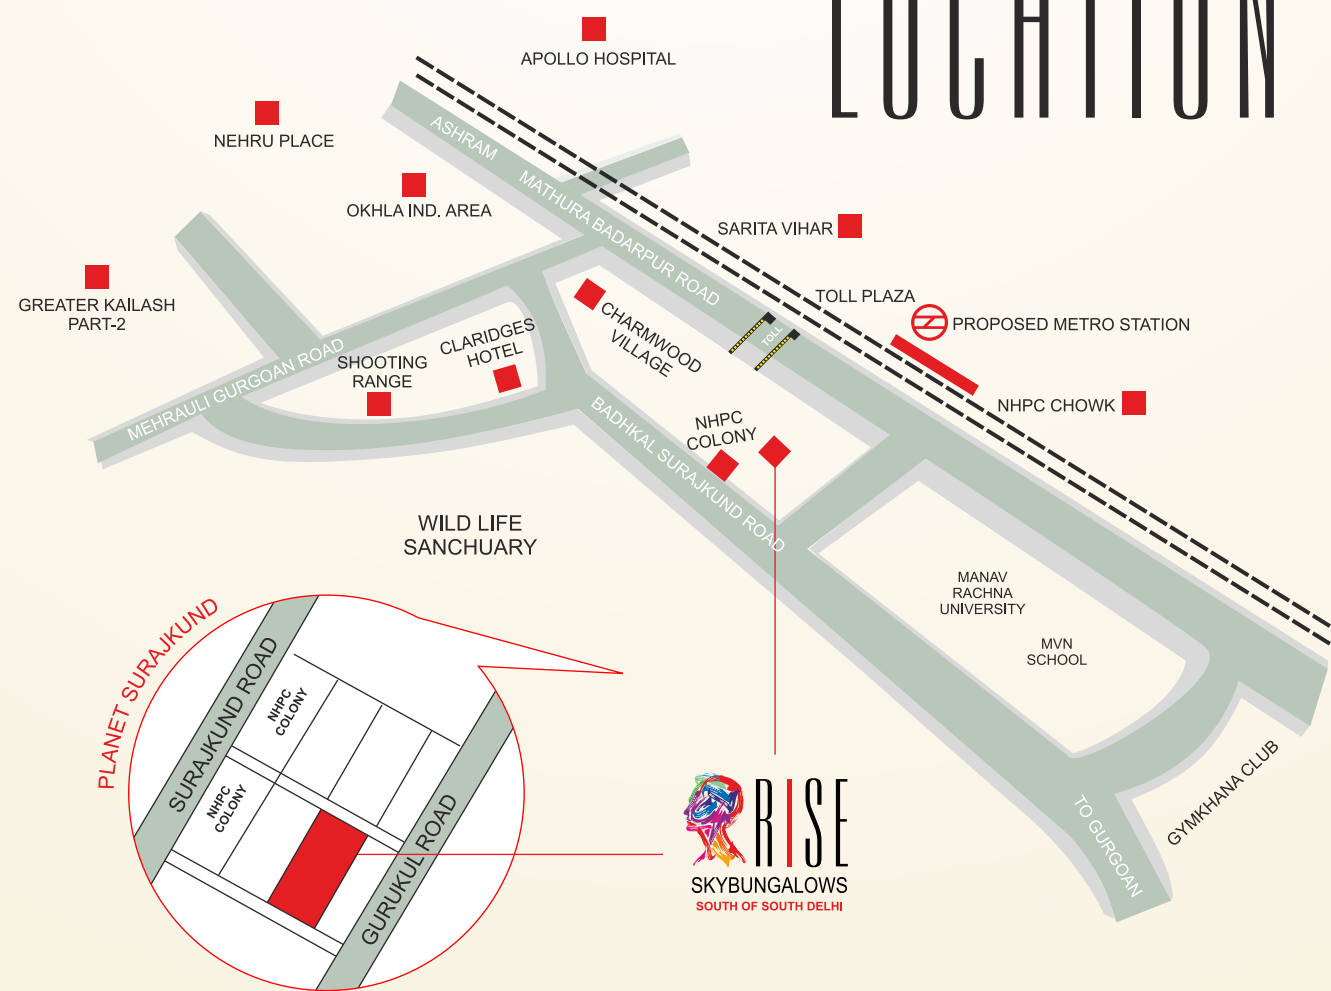 LOCATION
APOLLO HOSPITAL
NEHRU PLACE
ASHRAM
OKHLA IND. AREA
MATHURA BADARPUR ROAD
SARITA VIHAR
GREATER KAILASH
PART-2
TOLL PLAZA
PROPOSED METRO STATION
TOLL
CHARMWOOD
VILLAGE
CLARIDGES
HOTEL
SHOOTING
RANGE
MEHRAULI GURGOAN ROAD
NHPC CHOWK
NHPC
COLONY
BADHKAL SURAJKUND ROAD
WILD LIFE
SANCHUARY
MANAV
RACHNA
UNIVERSITY
MVN
SCHOOL
PLANET SURAJKUND
SURAJKUND ROAD
NHPC
COLONY
NHPC
COLONY
GURUKUL ROAD
GYMKHANA CLUB
TO GURGOAN
RISE
SKYBUNGALOWS
SOUTH OF SOUTH DELHI